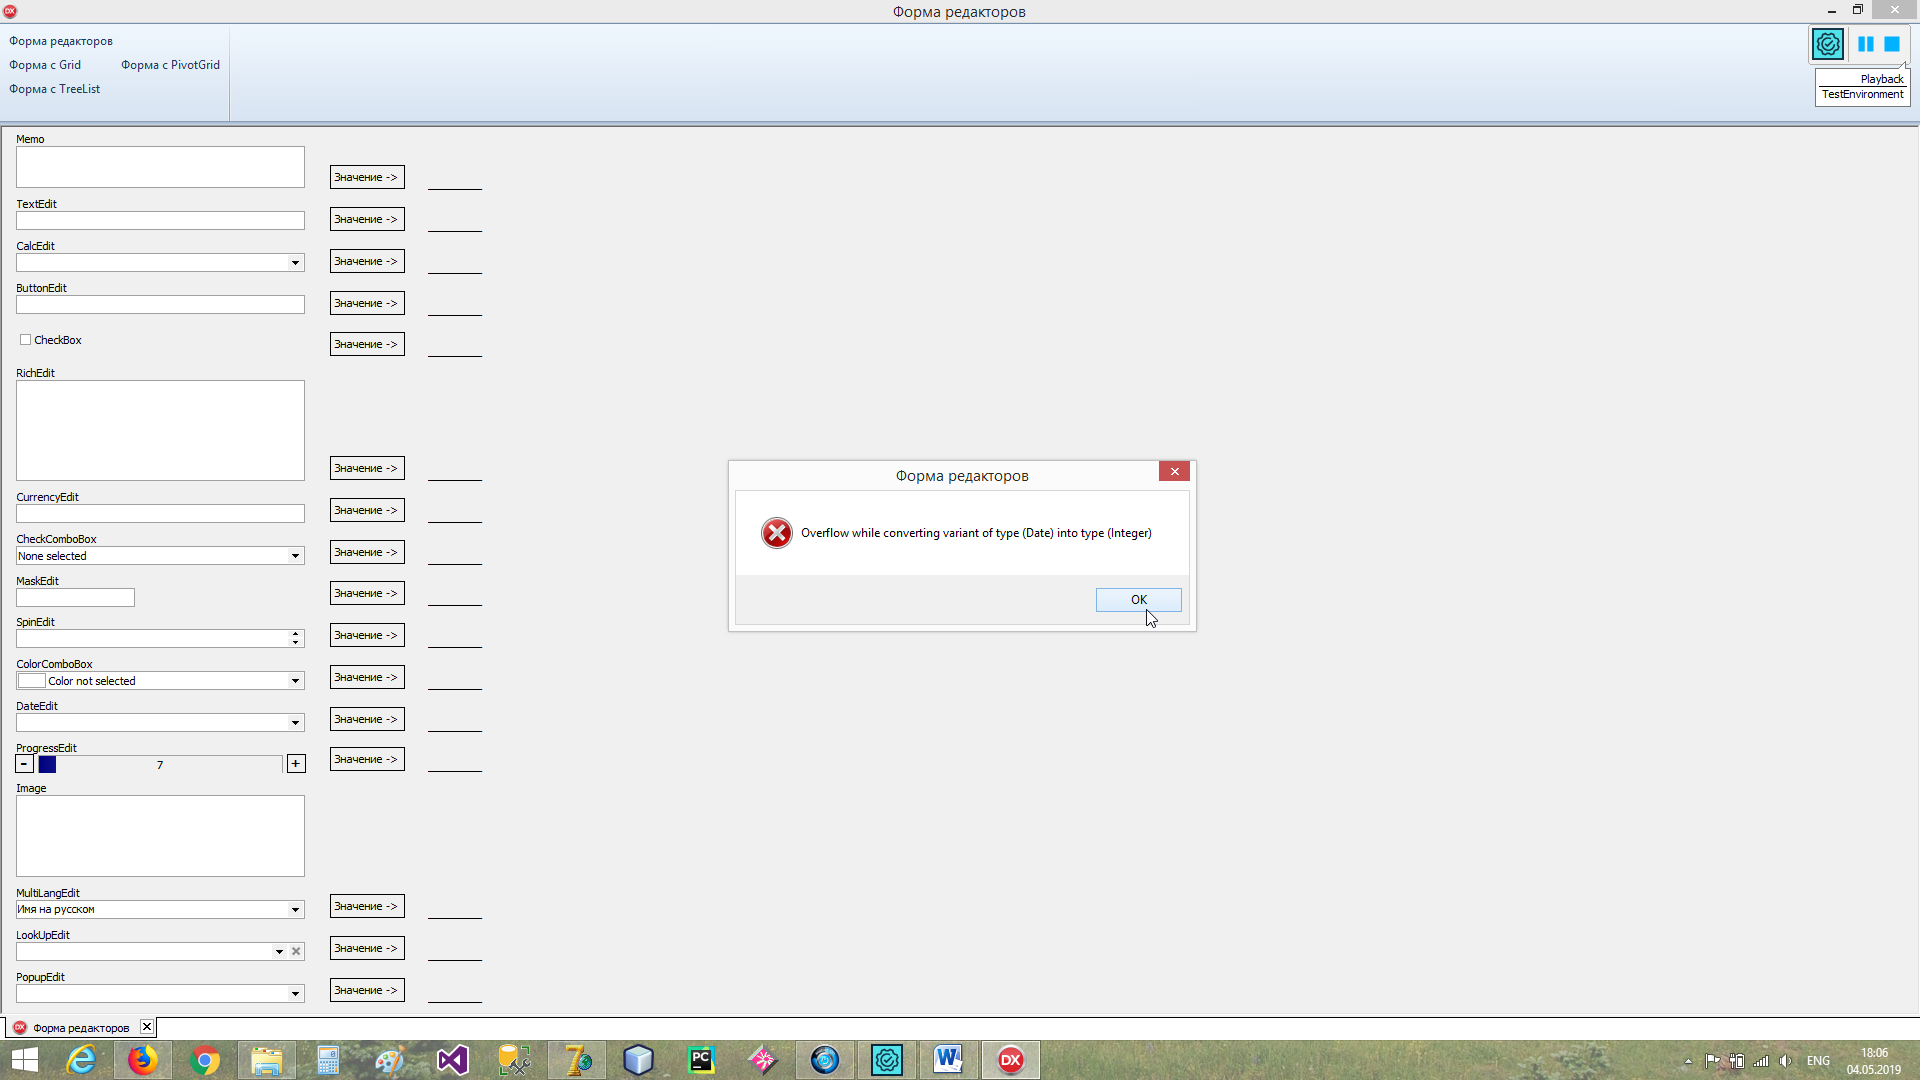 Форма редакторов
Форма редакторов
Форма с Grid Форма с PivotGrid
Форма с TreeList
Playback
TestEnvironment
Memo
Значение ->
TextEdit
Значение ->
CalcEdit
Значение ->
ButtonEdit
Значение ->
CheckBox
Значение ->
RichEdit
Значение ->
CurrencyEdit
Значение ->
CheckComboBox
None selected
Значение ->
MaskEdit
Значение ->
SpinEdit
Значение ->
ColorComboBox
Color not selected
Значение ->
DateEdit
Значение ->
ProgressEdit
- 7 +
Значение ->
Image
MultiLangEdit
Имя на русском
Значение ->
LookUpEdit
Значение ->
PopupEdit
Значение ->
Форма редакторов
Overflow while converting variant of type (Date) into type (Integer)
OK
DX Форма редакторов
PC
DX
ENG
18:06
04.05.2019